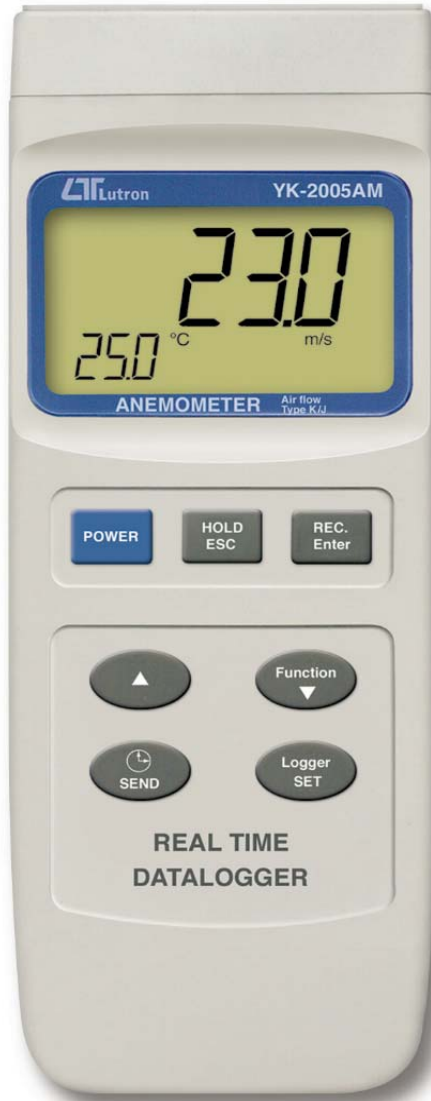 Lutron YK-2005AM
23.0
25.0 °C m/s
ANEMOMETER Air flow
Type K/J
POWER
HOLD
ESC
REC.
Enter
▲
Function
▼
SEND
Logger
SET
REAL TIME
DATALOGGER